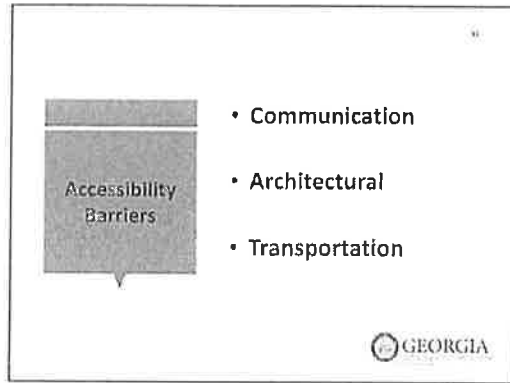 Accessibility
Barriers
• Communication
• Architectural
• Transportation
GEORGIA